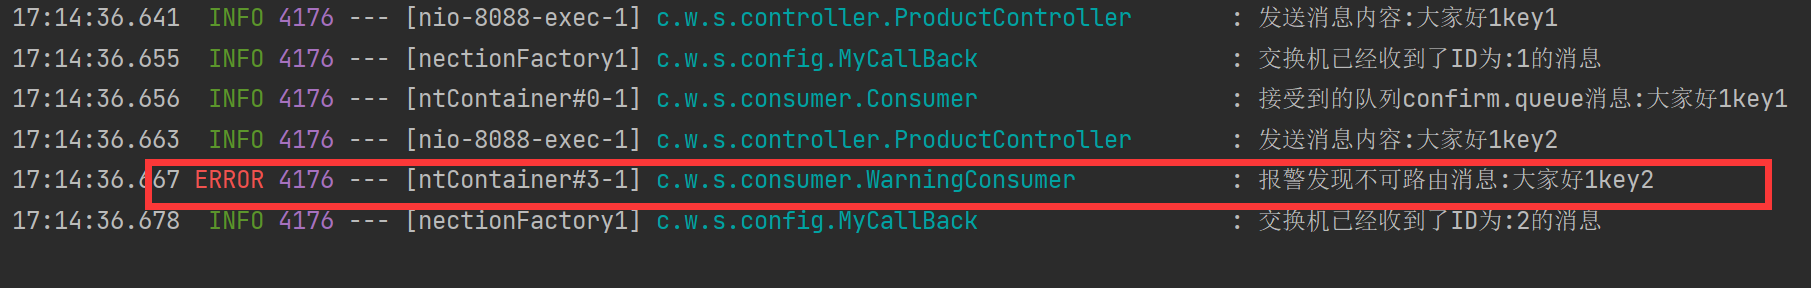 17:14:36.641  INFO 4176 --- [nio-8088-exec-1] c.w.s.controller.ProductController       : 发送消息内容:大家好1key1
17:14:36.655  INFO 4176 --- [nectionFactory1] c.w.s.config.MyCallBack                  : 交换机已经收到了ID为:1的消息
17:14:36.656  INFO 4176 --- [ntContainer#0-1] c.w.s.consumer.Consumer                  : 接受到的队列confirm.queue消息:大家好1key1
17:14:36.663  INFO 4176 --- [nio-8088-exec-1] c.w.s.controller.ProductController       : 发送消息内容:大家好1key2
17:14:36.667 ERROR 4176 --- [ntContainer#3-1] c.w.s.consumer.WarningConsumer           : 报警发现不可路由消息:大家好1key2
17:14:36.678  INFO 4176 --- [nectionFactory1] c.w.s.config.MyCallBack                  : 交换机已经收到了ID为:2的消息